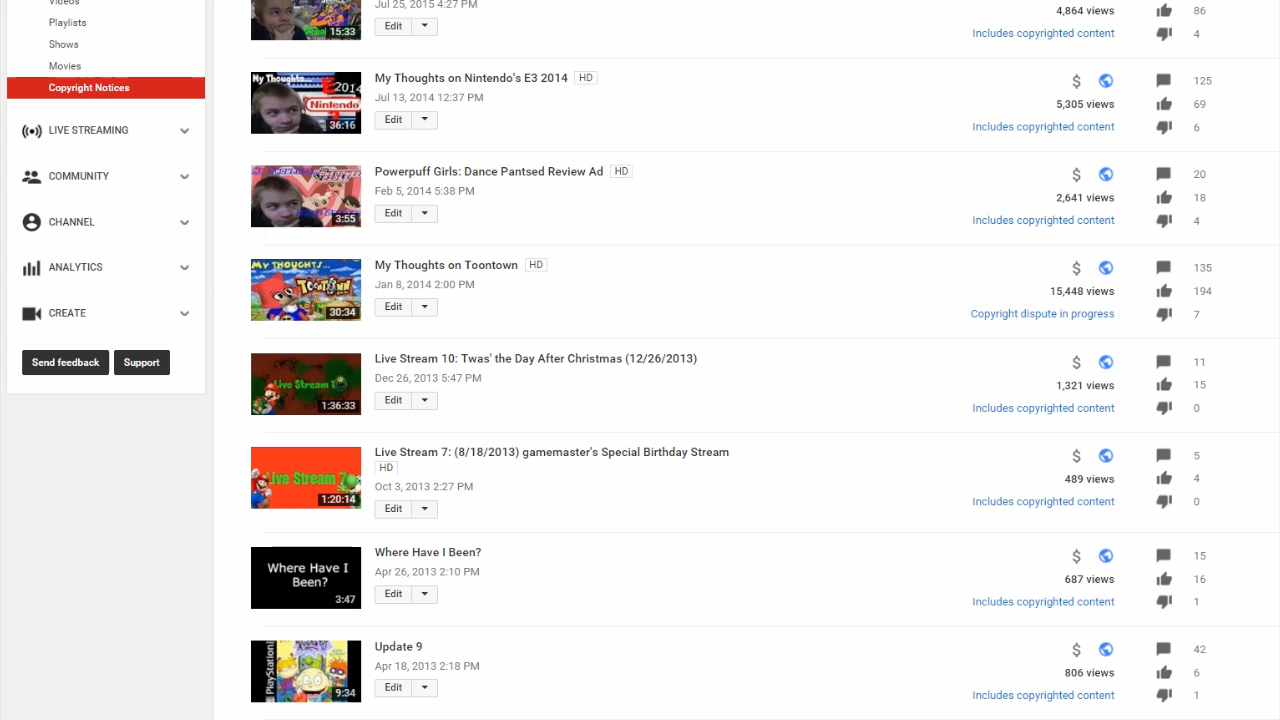 Videos
Playlists
Shows
Movies
Copyright Notices
LIVE STREAMING
COMMUNITY
CHANNEL
ANALYTICS
CREATE
Send feedback Support
15:33
Jul 25, 2015 4:27 PM
Edit
4,864 views
Includes copyrighted content
86
4
My Thoughts...
2014
Nintendo
36:16
My Thoughts on Nintendo's E3 2014 HD
Jul 13, 2014 12:37 PM
Edit
$
5,305 views
Includes copyrighted content
125
69
6
3:55
Powerpuff Girls: Dance Pantsed Review Ad HD
Feb 5, 2014 5:38 PM
Edit
$
2,641 views
Includes copyrighted content
20
18
4
MY THOUGHTS...
TOONTOWN
30:34
My Thoughts on Toontown HD
Jan 8, 2014 2:00 PM
Edit
$
15,448 views
Copyright dispute in progress
135
194
7
Live Stream 1
1:36:33
Live Stream 10: Twas' the Day After Christmas (12/26/2013)
Dec 26, 2013 5:47 PM
Edit
$
1,321 views
Includes copyrighted content
11
15
0
Live Stream 7
1:20:14
Live Stream 7: (8/18/2013) gamemaster's Special Birthday Stream
HD
Oct 3, 2013 2:27 PM
Edit
$
489 views
Includes copyrighted content
5
4
0
Where Have I
Been?
3:47
Where Have I Been?
Apr 26, 2013 2:10 PM
Edit
$
687 views
Includes copyrighted content
15
16
1
PlayStation
9:34
Update 9
Apr 18, 2013 2:18 PM
Edit
$
806 views
Includes copyrighted content
42
6
1